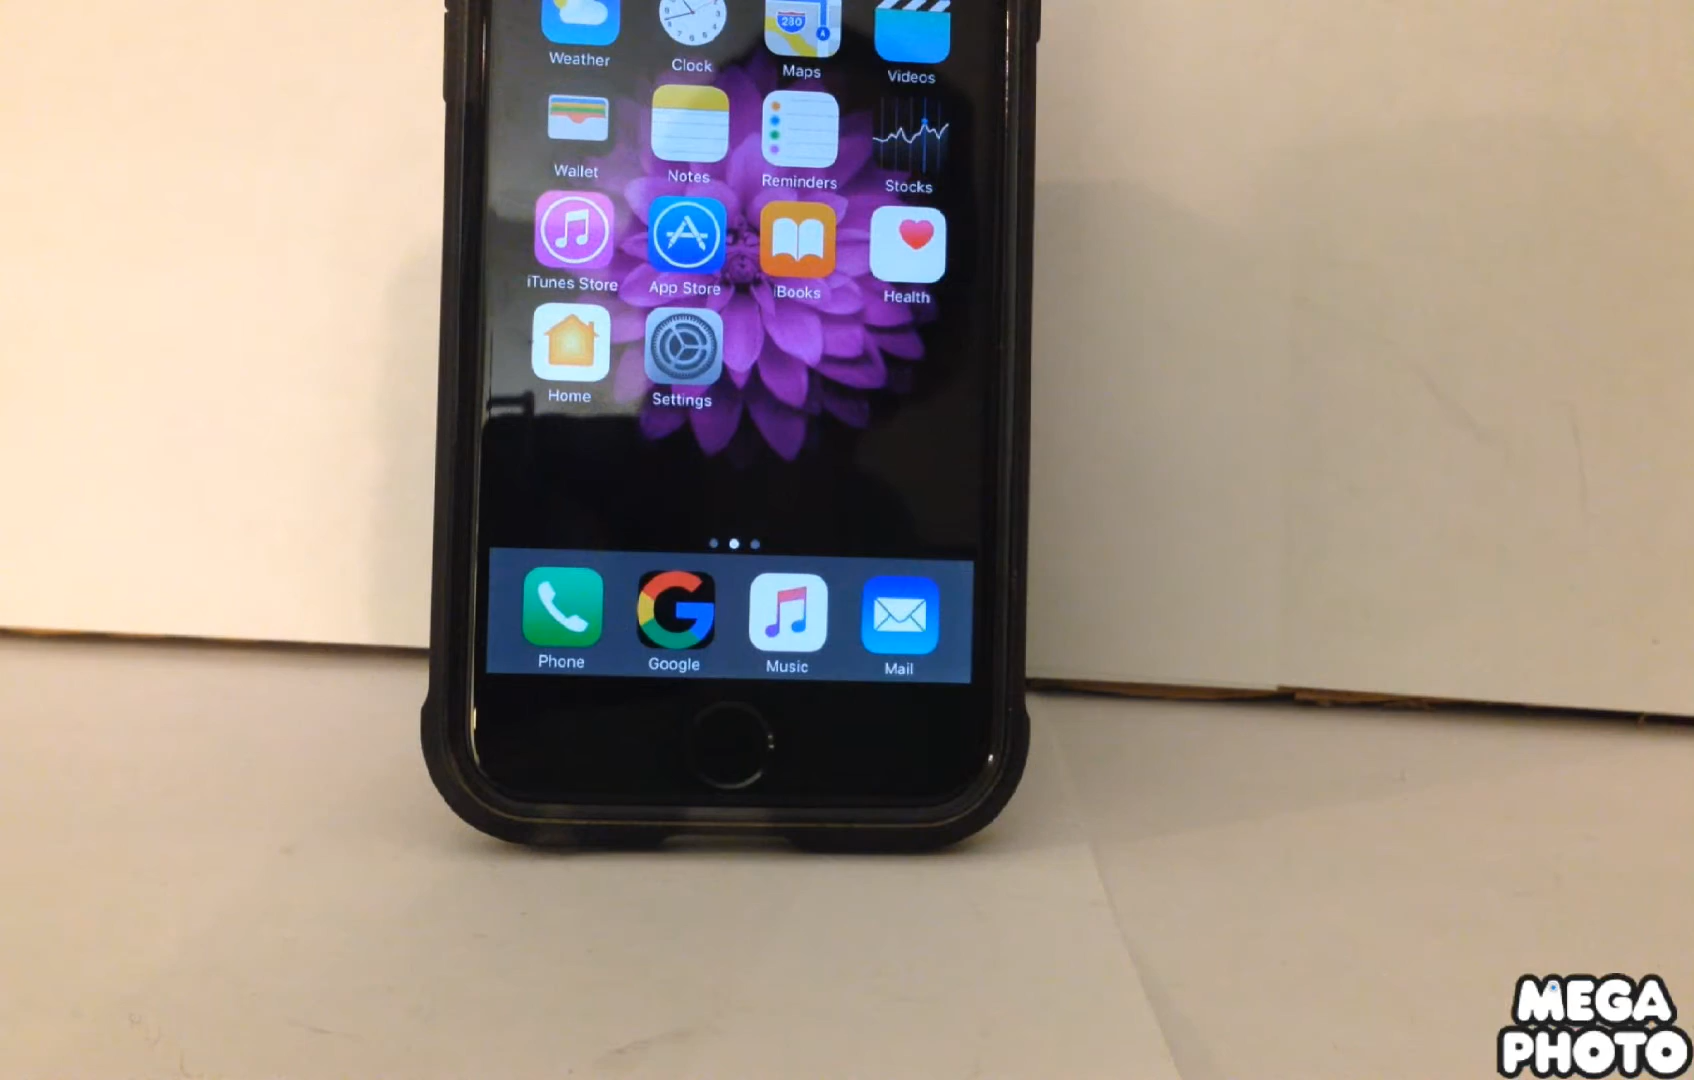 Weather Clock Maps Videos
280
Wallet Notes Reminders Stocks
iTunes Store App Store iBooks Health
Home Settings
Phone Google Music Mail
MEGA
PHOTO